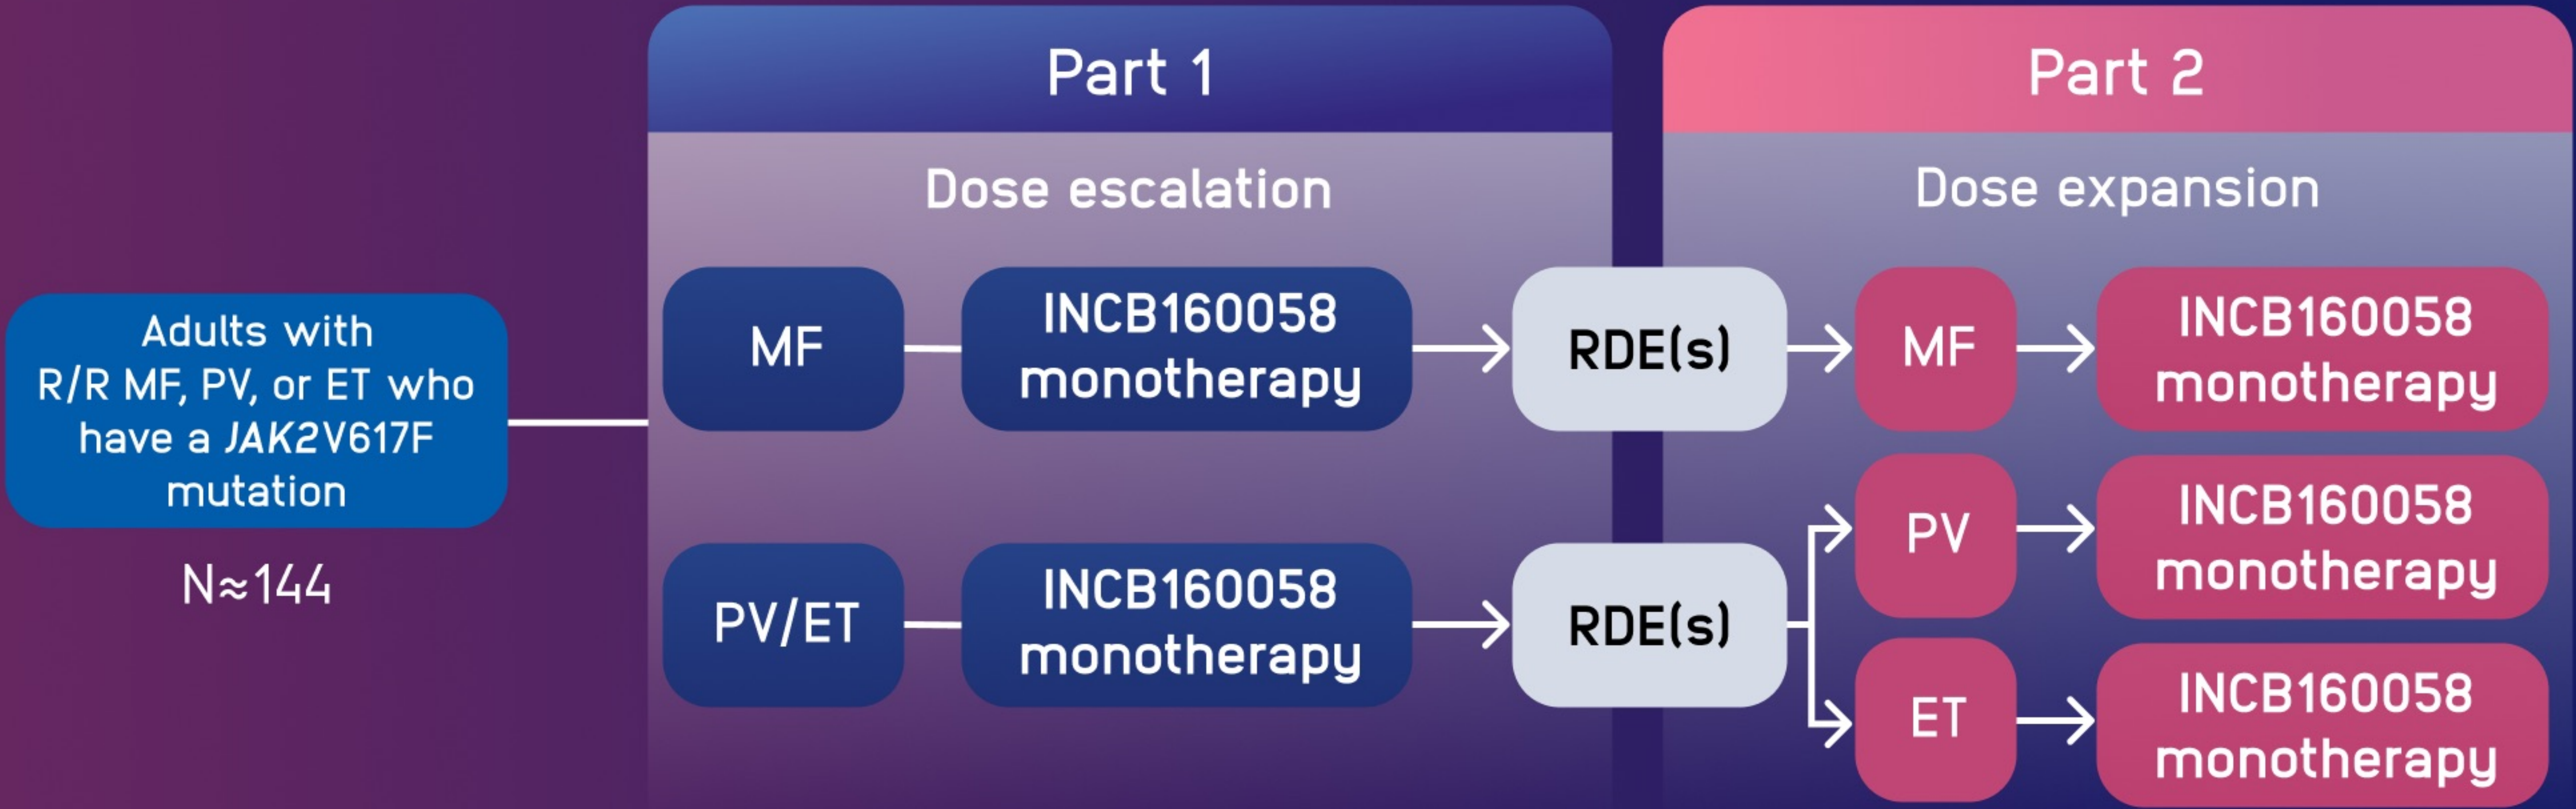 Adults with
R/R MF, PV, or ET who
have a JAK2V617F
mutation
N≈144
Part 1
Dose escalation
MF
INCB160058
monotherapy
RDE(s)
PV/ET
INCB160058
monotherapy
RDE(s)
Part 2
Dose expansion
MF
INCB160058
monotherapy
PV
INCB160058
monotherapy
ET
INCB160058
monotherapy